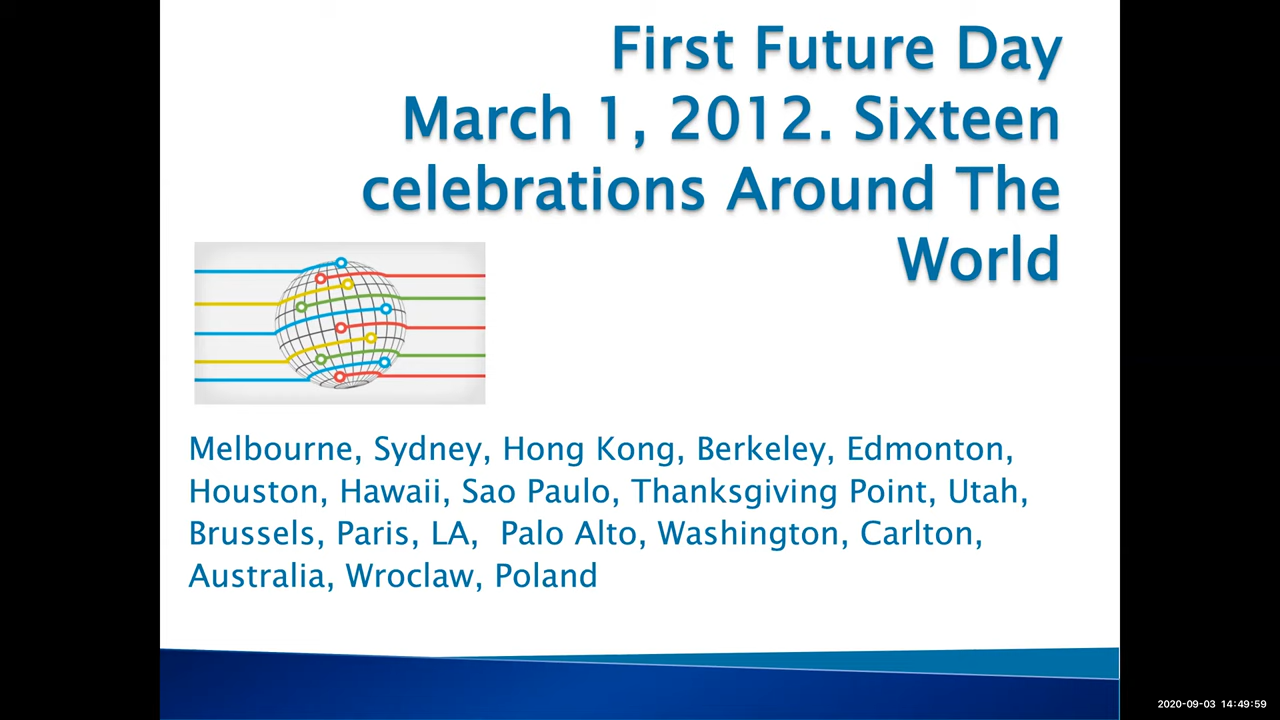 First Future Day
March 1, 2012. Sixteen
celebrations Around The
World
Melbourne, Sydney, Hong Kong, Berkeley, Edmonton,
Houston, Hawaii, Sao Paulo, Thanksgiving Point, Utah,
Brussels, Paris, LA,  Palo Alto, Washington, Carlton,
Australia, Wroclaw, Poland
2020-09-03 14:49:59